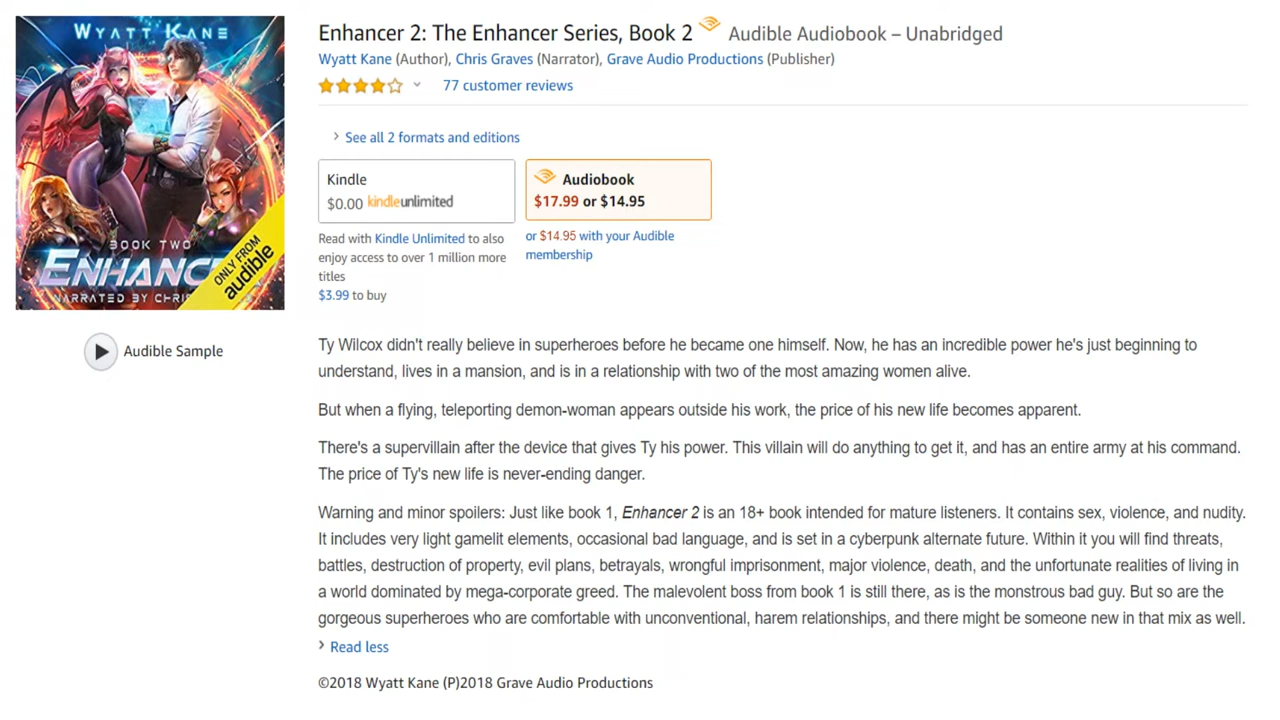 WYATT KANE
BOOK TWO
ENHANC
NARRATED BY CHRIS
ONLY FROM
audible
Audible Sample
Enhancer 2: The Enhancer Series, Book 2 Audible Audiobook – Unabridged
Wyatt Kane (Author), Chris Graves (Narrator), Grave Audio Productions (Publisher)
77 customer reviews
See all 2 formats and editions
Kindle
$0.00 kindleunlimited
Read with Kindle Unlimited to also
enjoy access to over 1 million more
titles
$3.99 to buy
Audiobook
$17.99 or $14.95
or $14.95 with your Audible
membership
Ty Wilcox didn't really believe in superheroes before he became one himself. Now, he has an incredible power he's just beginning to
understand, lives in a mansion, and is in a relationship with two of the most amazing women alive.
But when a flying, teleporting demon-woman appears outside his work, the price of his new life becomes apparent.
There's a supervillain after the device that gives Ty his power. This villain will do anything to get it, and has an entire army at his command.
The price of Ty's new life is never-ending danger.
Warning and minor spoilers: Just like book 1, Enhancer 2 is an 18+ book intended for mature listeners. It contains sex, violence, and nudity.
It includes very light gamelit elements, occasional bad language, and is set in a cyberpunk alternate future. Within it you will find threats,
battles, destruction of property, evil plans, betrayals, wrongful imprisonment, major violence, death, and the unfortunate realities of living in
a world dominated by mega-corporate greed. The malevolent boss from book 1 is still there, as is the monstrous bad guy. But so are the
gorgeous superheroes who are comfortable with unconventional, harem relationships, and there might be someone new in that mix as well.
Read less
©2018 Wyatt Kane (P)2018 Grave Audio Productions